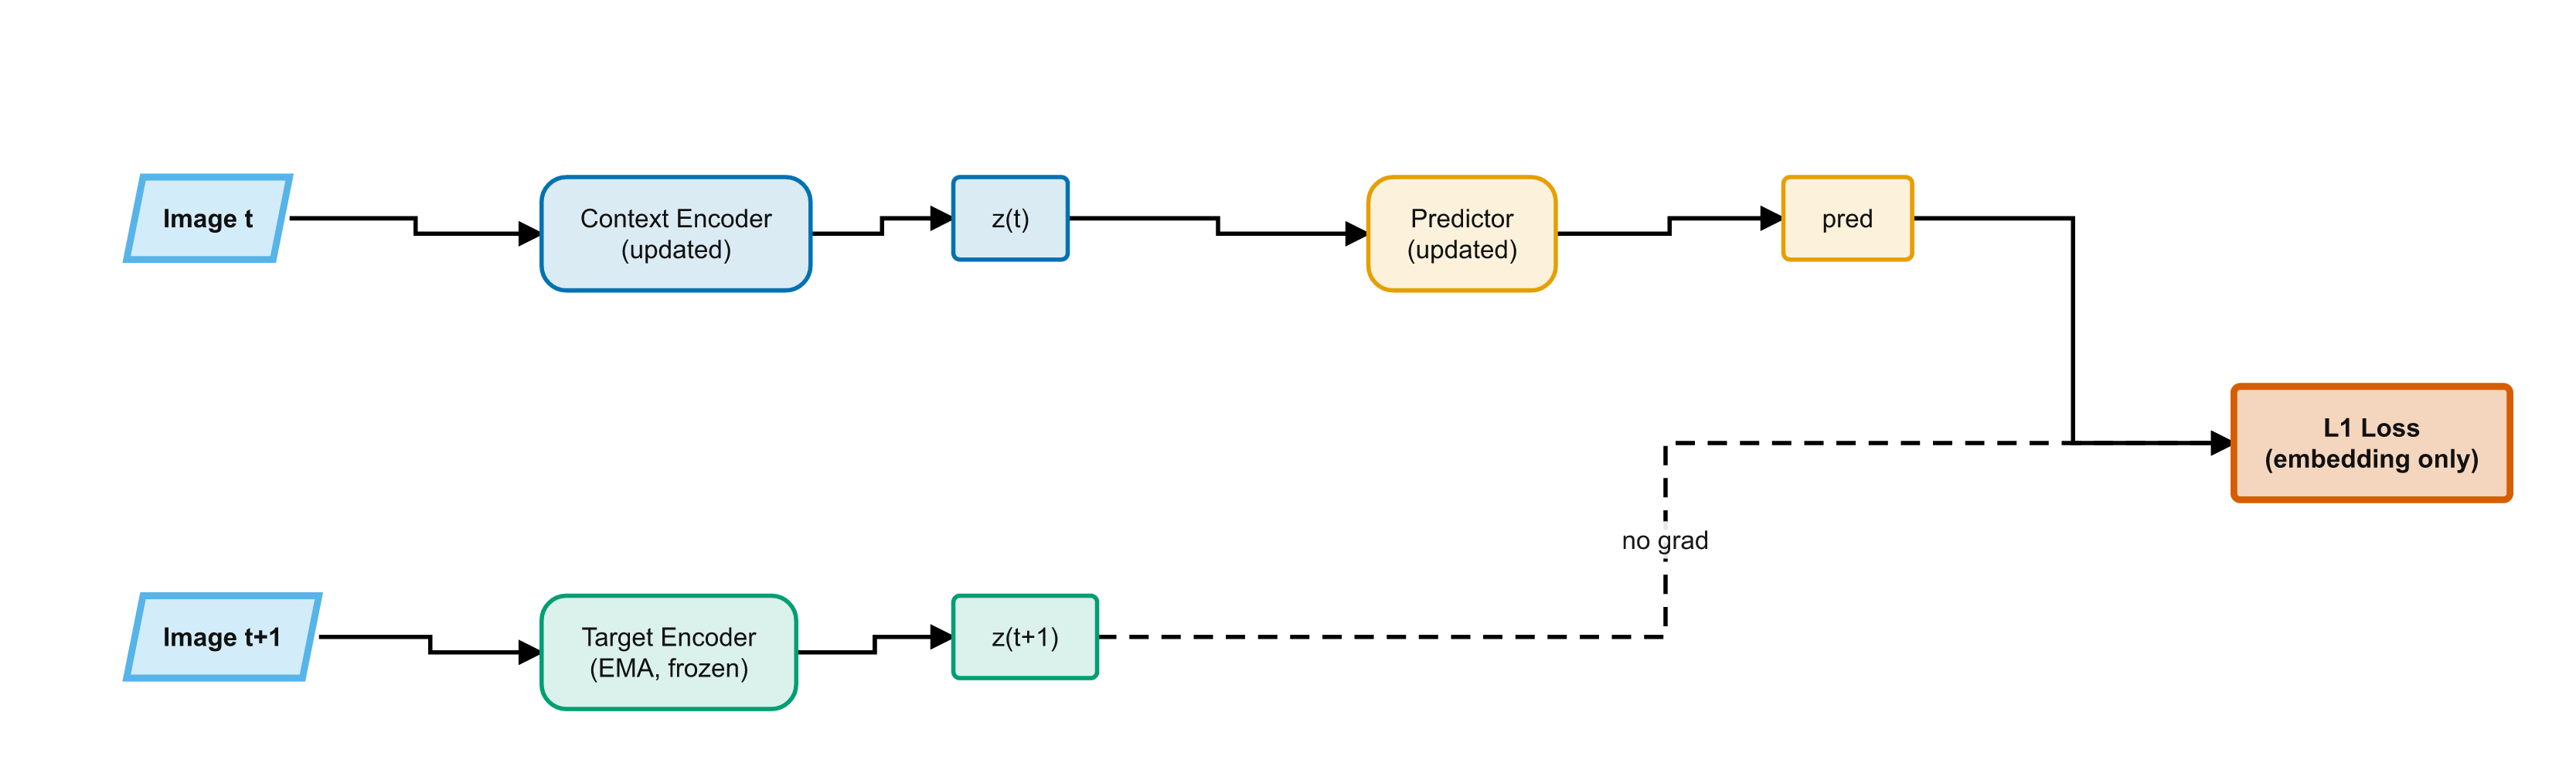 Image t
Context Encoder
(updated)
z(t)
Predictor
(updated)
pred
L1 Loss
(embedding only)
no grad
Image t+1
Target Encoder
(EMA, frozen)
z(t+1)